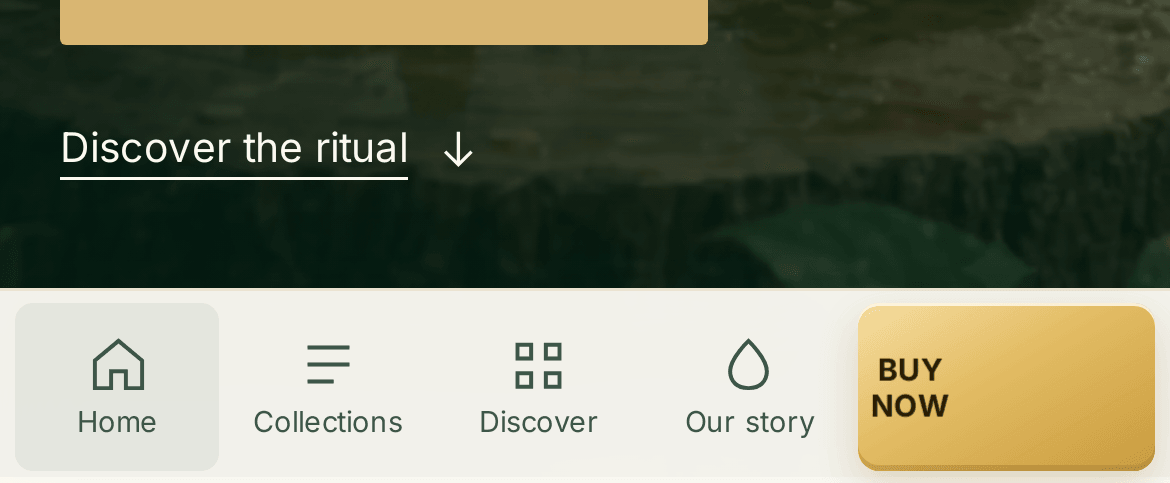 Discover the ritual
Home
Collections
Discover
Our story
BUY
NOW